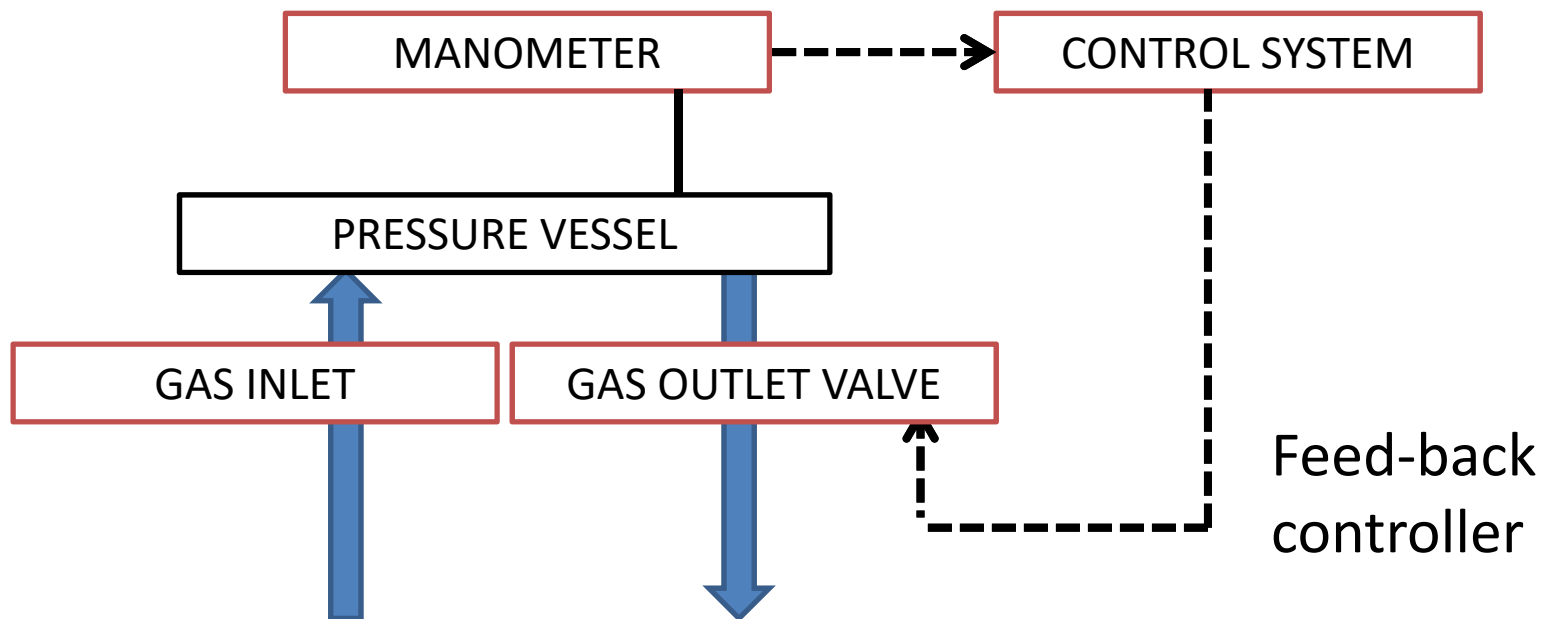 MANOMETER
CONTROL SYSTEM
PRESSURE VESSEL
GAS INLET
GAS OUTLET VALVE
Feed-back
controller